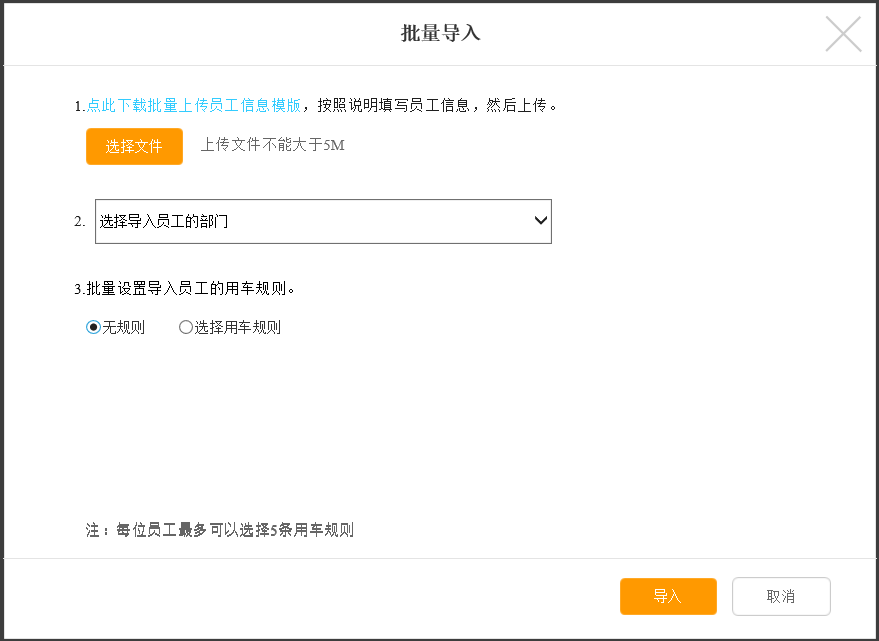 批量导入
1.点此下载批量上传员工信息模版，按照说明填写员工信息，然后上传。
选择文件 上传文件不能大于5M
2. 选择导入员工的部门
3.批量设置导入员工的用车规则。
无规则 选择用车规则
注：每位员工最多可以选择5条用车规则
导入 取消